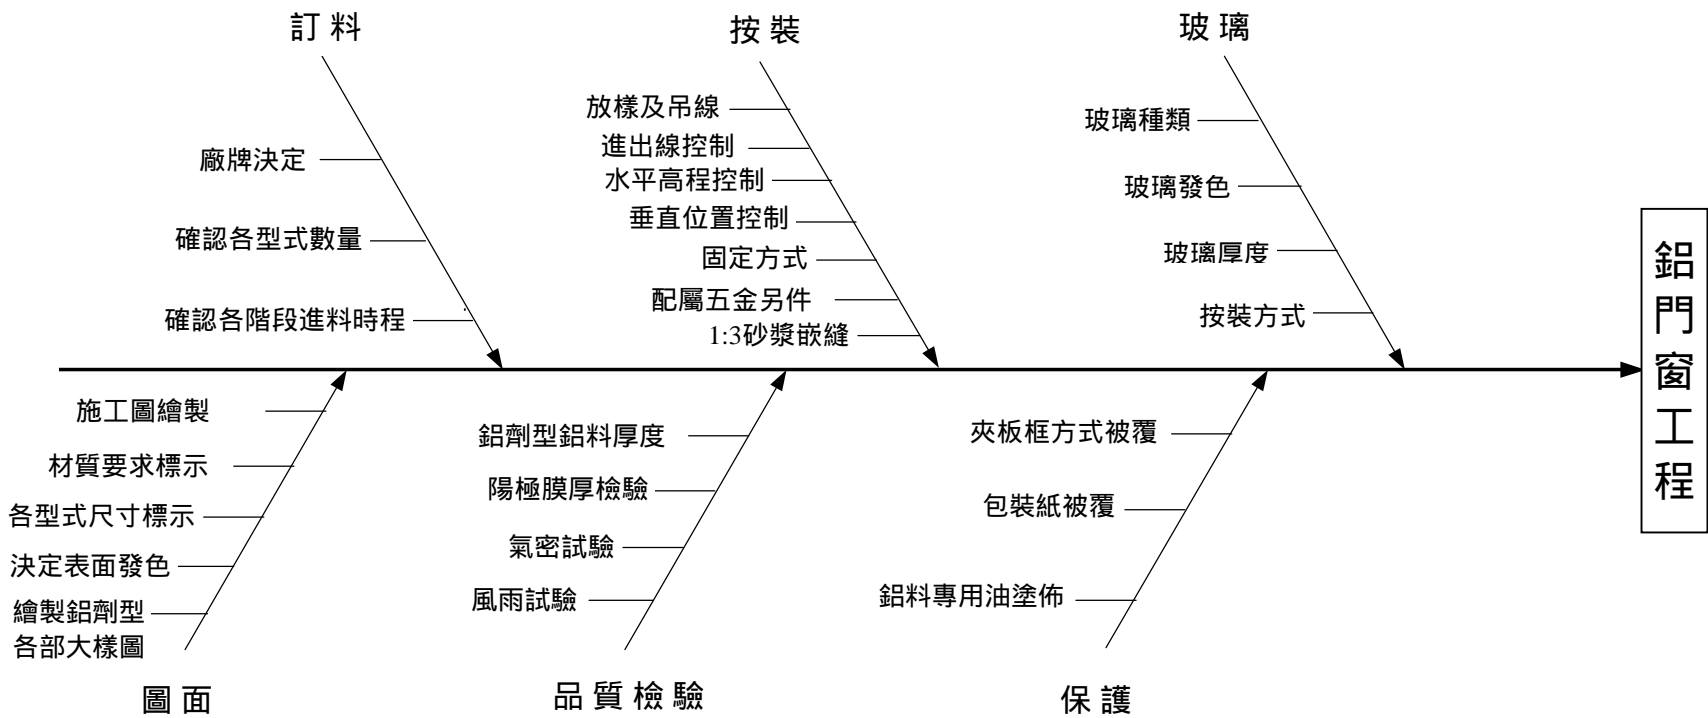 訂料
廠牌決定
確認各型式數量
確認各階段進料時程
按裝
放樣及吊線
進出線控制
水平高程控制
垂直位置控制
固定方式
配屬五金另件
1:3砂漿嵌縫
玻璃
玻璃種類
玻璃發色
玻璃厚度
按裝方式
鋁門窗工程
施工圖繪製
材質要求標示
各型式尺寸標示
決定表面發色
繪製鋁劑型
各部大樣圖
圖面
鋁劑型鋁料厚度
陽極膜厚檢驗
氣密試驗
風雨試驗
品質檢驗
夾板框方式被覆
包裝紙被覆
鋁料專用油塗佈
保護